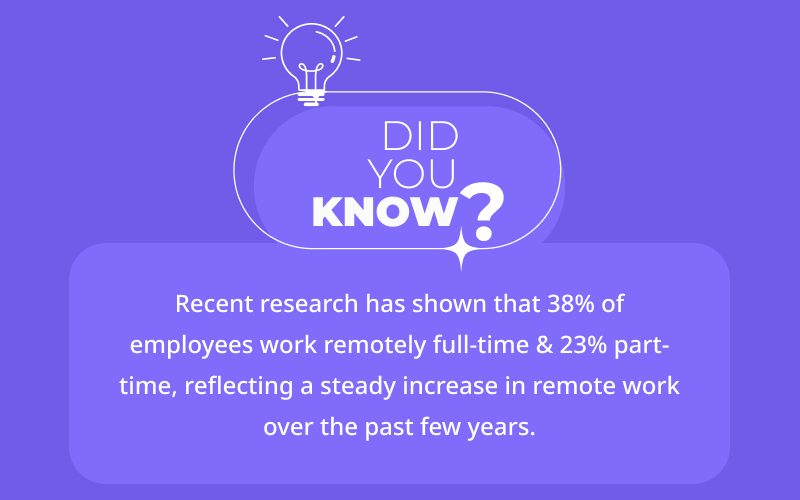 DID
YOU
KNOW?
Recent research has shown that 38% of
employees work remotely full-time & 23% part-
time, reflecting a steady increase in remote work
over the past few years.